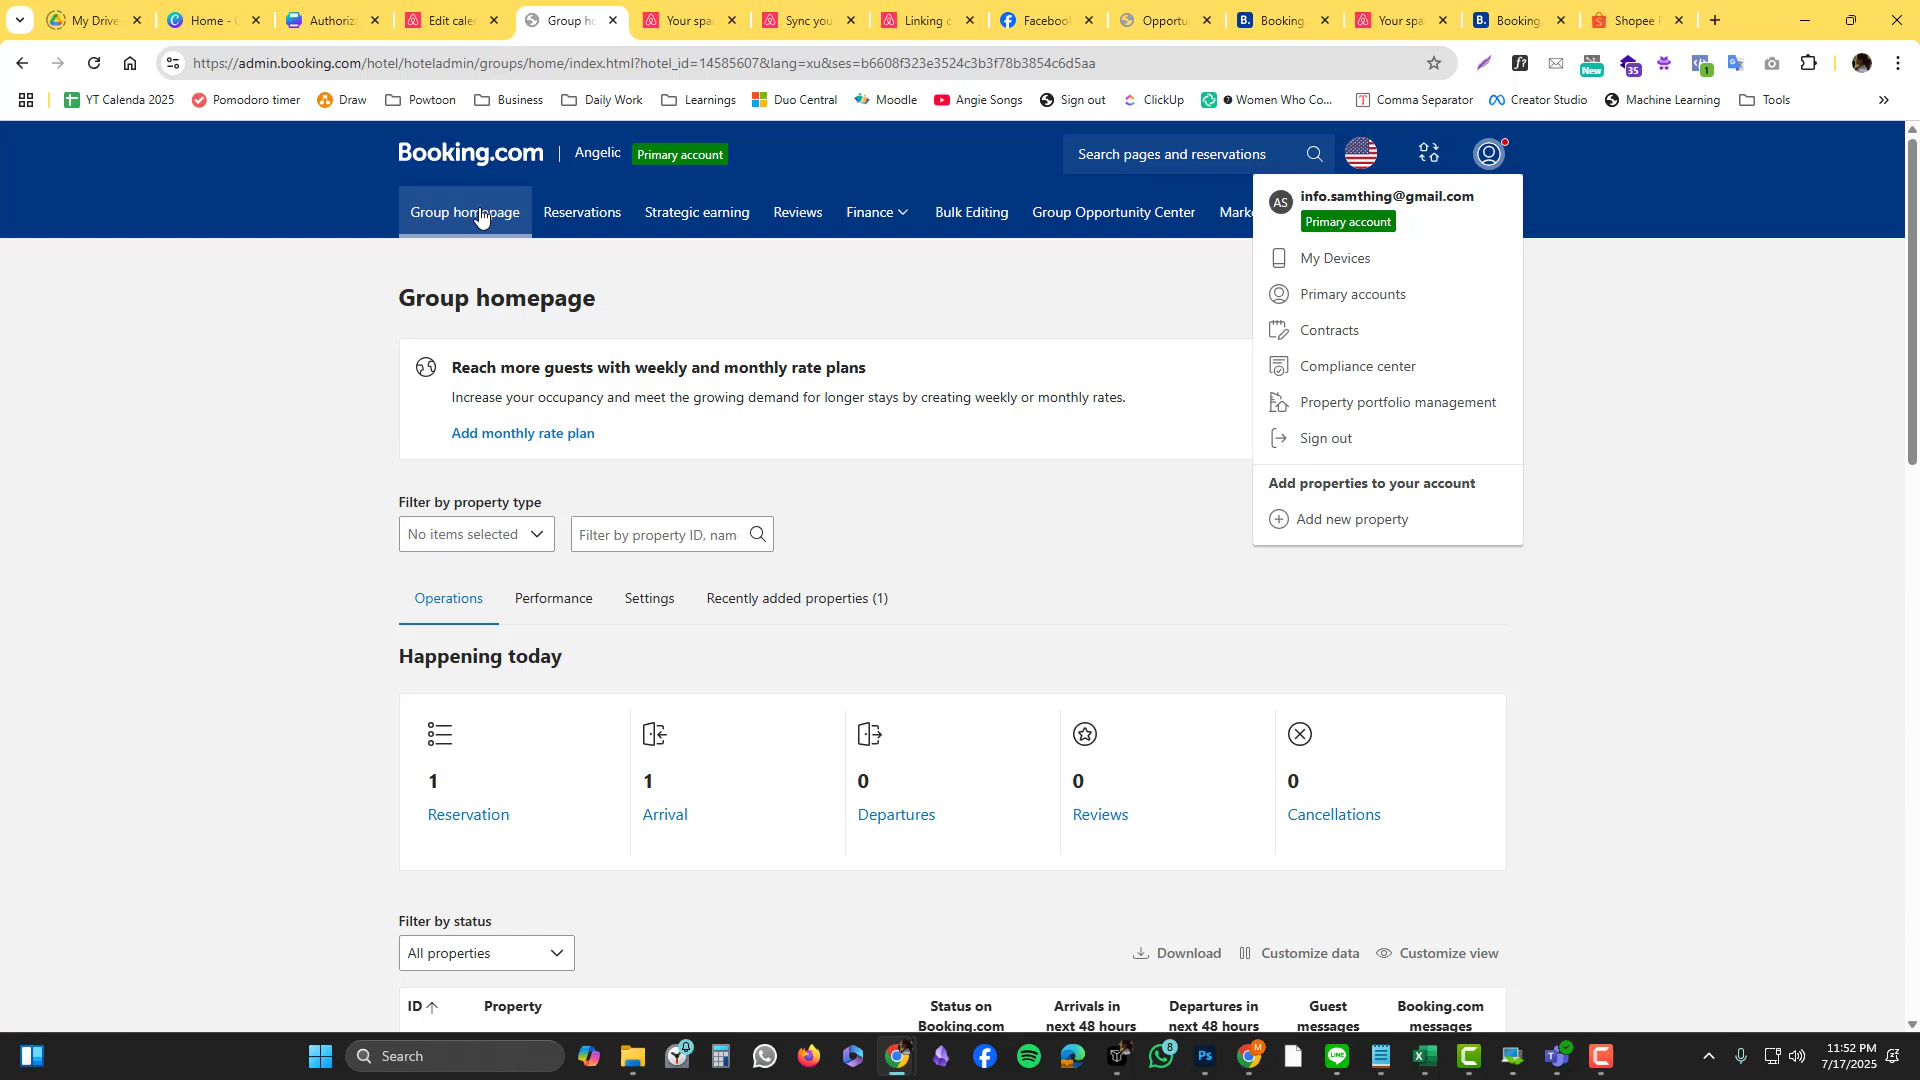 My Drive
Home - C
Authoriza
Edit cale
Group ho
Your spa
Sync you
Linking c
Facebook
Opportu
Booking.
Your spa
Booking.
Shopee
https://admin.booking.com/hotel/hoteladmin/groups/home/index.html?hotel_id=14585607&lang=xu&ses=b6608f323e3524c3b3f78b3854c6d5aa
New
35
1
YT Calenda 2025
Pomodoro timer
Draw
Powtoon
Business
Daily Work
Learnings
Duo Central
Moodle
Angie Songs
Sign out
ClickUp
Women Who Co...
Comma Separator
Creator Studio
Machine Learning
Tools
Booking.com
Angelic
Primary account
Search pages and reservations
Group homepage
Reservations
Strategic earning
Reviews
Finance
Bulk Editing
Group Opportunity Center
Marke
AS
info.samthing@gmail.com
Primary account
My Devices
Primary accounts
Contracts
Compliance center
Property portfolio management
Sign out
Add properties to your account
Add new property
Group homepage
Reach more guests with weekly and monthly rate plans
Increase your occupancy and meet the growing demand for longer stays by creating weekly or monthly rates.
Add monthly rate plan
Filter by property type
No items selected
Filter by property ID, nam
Operations
Performance
Settings
Recently added properties (1)
Happening today
1
Reservation
1
Arrival
0
Departures
0
Reviews
0
Cancellations
Filter by status
All properties
Download
Customize data
Customize view
ID
Property
Status on Booking.com
Arrivals in next 48 hours
Departures in next 48 hours
Guest messages
Booking.com messages
Search
8
M
11:52 PM
7/17/2025